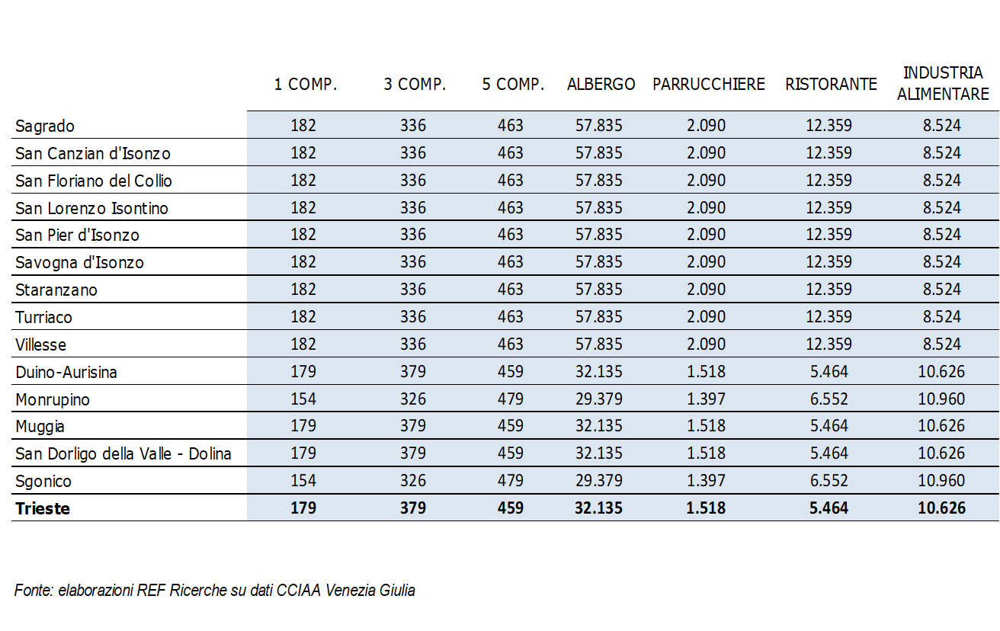 INDUSTRIA
1 COMP. 3 COMP. 5 COMP. ALBERGO PARRUCCHIERE RISTORANTE ALIMENTARE
Sagrado 182 336 463 57.835 2.090 12.359 8.524
San Canzian d'Isonzo 182 336 463 57.835 2.090 12.359 8.524
San Floriano del Collio 182 336 463 57.835 2.090 12.359 8.524
San Lorenzo Isontino 182 336 463 57.835 2.090 12.359 8.524
San Pier d'Isonzo 182 336 463 57.835 2.090 12.359 8.524
Savogna d'Isonzo 182 336 463 57.835 2.090 12.359 8.524
Staranzano 182 336 463 57.835 2.090 12.359 8.524
Turriaco 182 336 463 57.835 2.090 12.359 8.524
Villesse 182 336 463 57.835 2.090 12.359 8.524
Duino-Aurisina 179 379 459 32.135 1.518 5.464 10.626
Monrupino 154 326 479 29.379 1.397 6.552 10.960
Muggia 179 379 459 32.135 1.518 5.464 10.626
San Dorligo della Valle - Dolina 179 379 459 32.135 1.518 5.464 10.626
Sgonico 154 326 479 29.379 1.397 6.552 10.960
Trieste 179 379 459 32.135 1.518 5.464 10.626
Fonte: elaborazioni REF Ricerche su dati CCIAA Venezia Giulia